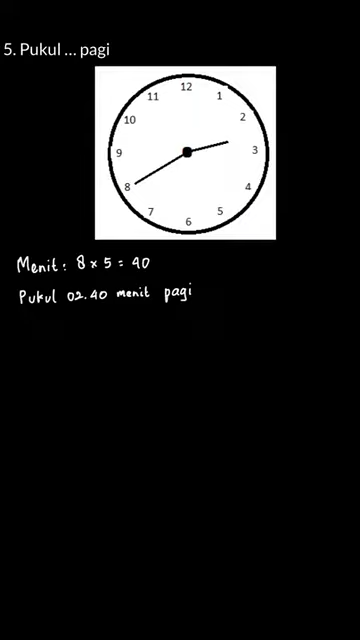 5. Pukul ... pagi
12
11 1
10 2
9 3
8 4
7 5
6
Menit : 8 x 5 = 40
Pukul 02.40 menit pagi